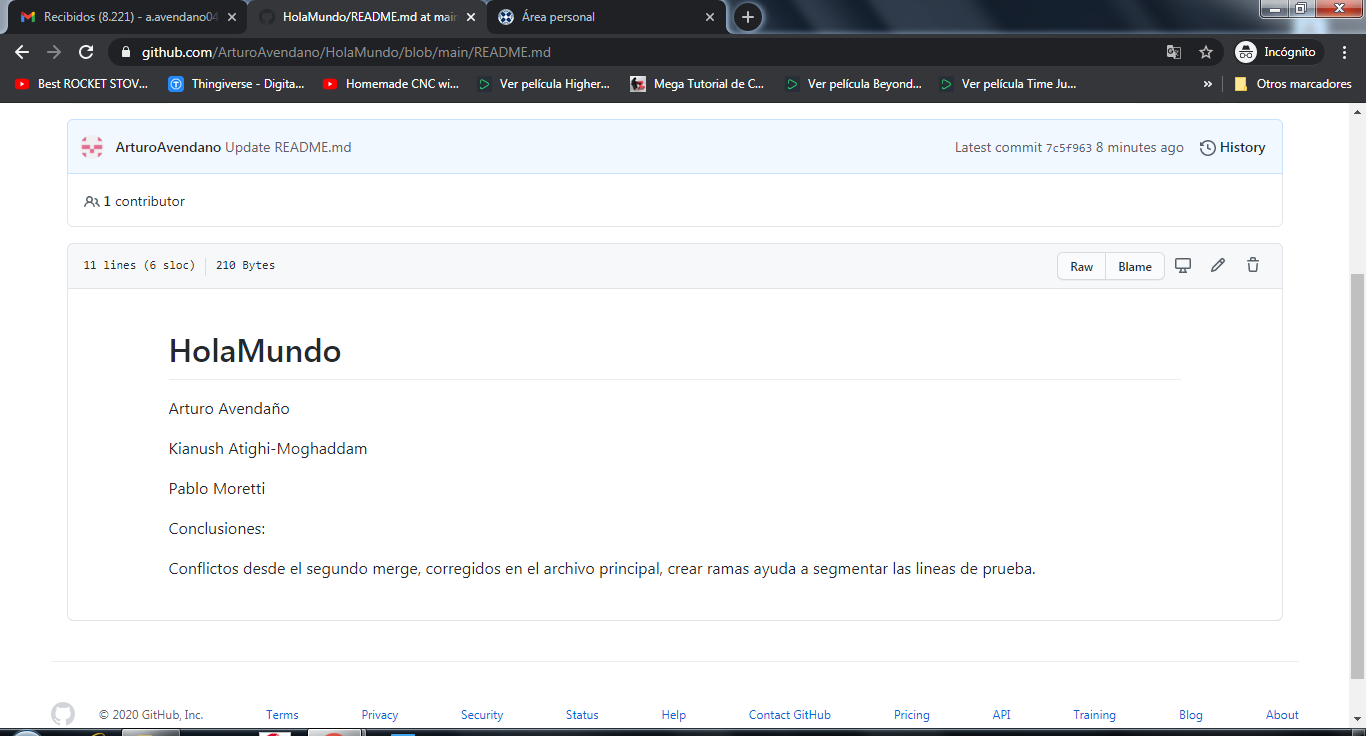 Recibidos (8.221) - a.avendano04
HolaMundo/README.md at main
Área personal
github.com/ArturoAvendano/HolaMundo/blob/main/README.md
Incógnito
Best ROCKET STOV...
Thingiverse - Digita...
Homemade CNC wi...
Ver película Higher...
Mega Tutorial de C...
Ver película Beyond...
Ver película Time Ju...
»
Otros marcadores
ArturoAvendano Update README.md
Latest commit 7c5f963 8 minutes ago
History
1 contributor
11 lines (6 sloc)
210 Bytes
Raw
Blame
HolaMundo
Arturo Avendaño
Kianush Atighi-Moghaddam
Pablo Moretti
Conclusiones:
Conflictos desde el segundo merge, corregidos en el archivo principal, crear ramas ayuda a segmentar las lineas de prueba.
© 2020 GitHub, Inc.
Terms
Privacy
Security
Status
Help
Contact GitHub
Pricing
API
Training
Blog
About